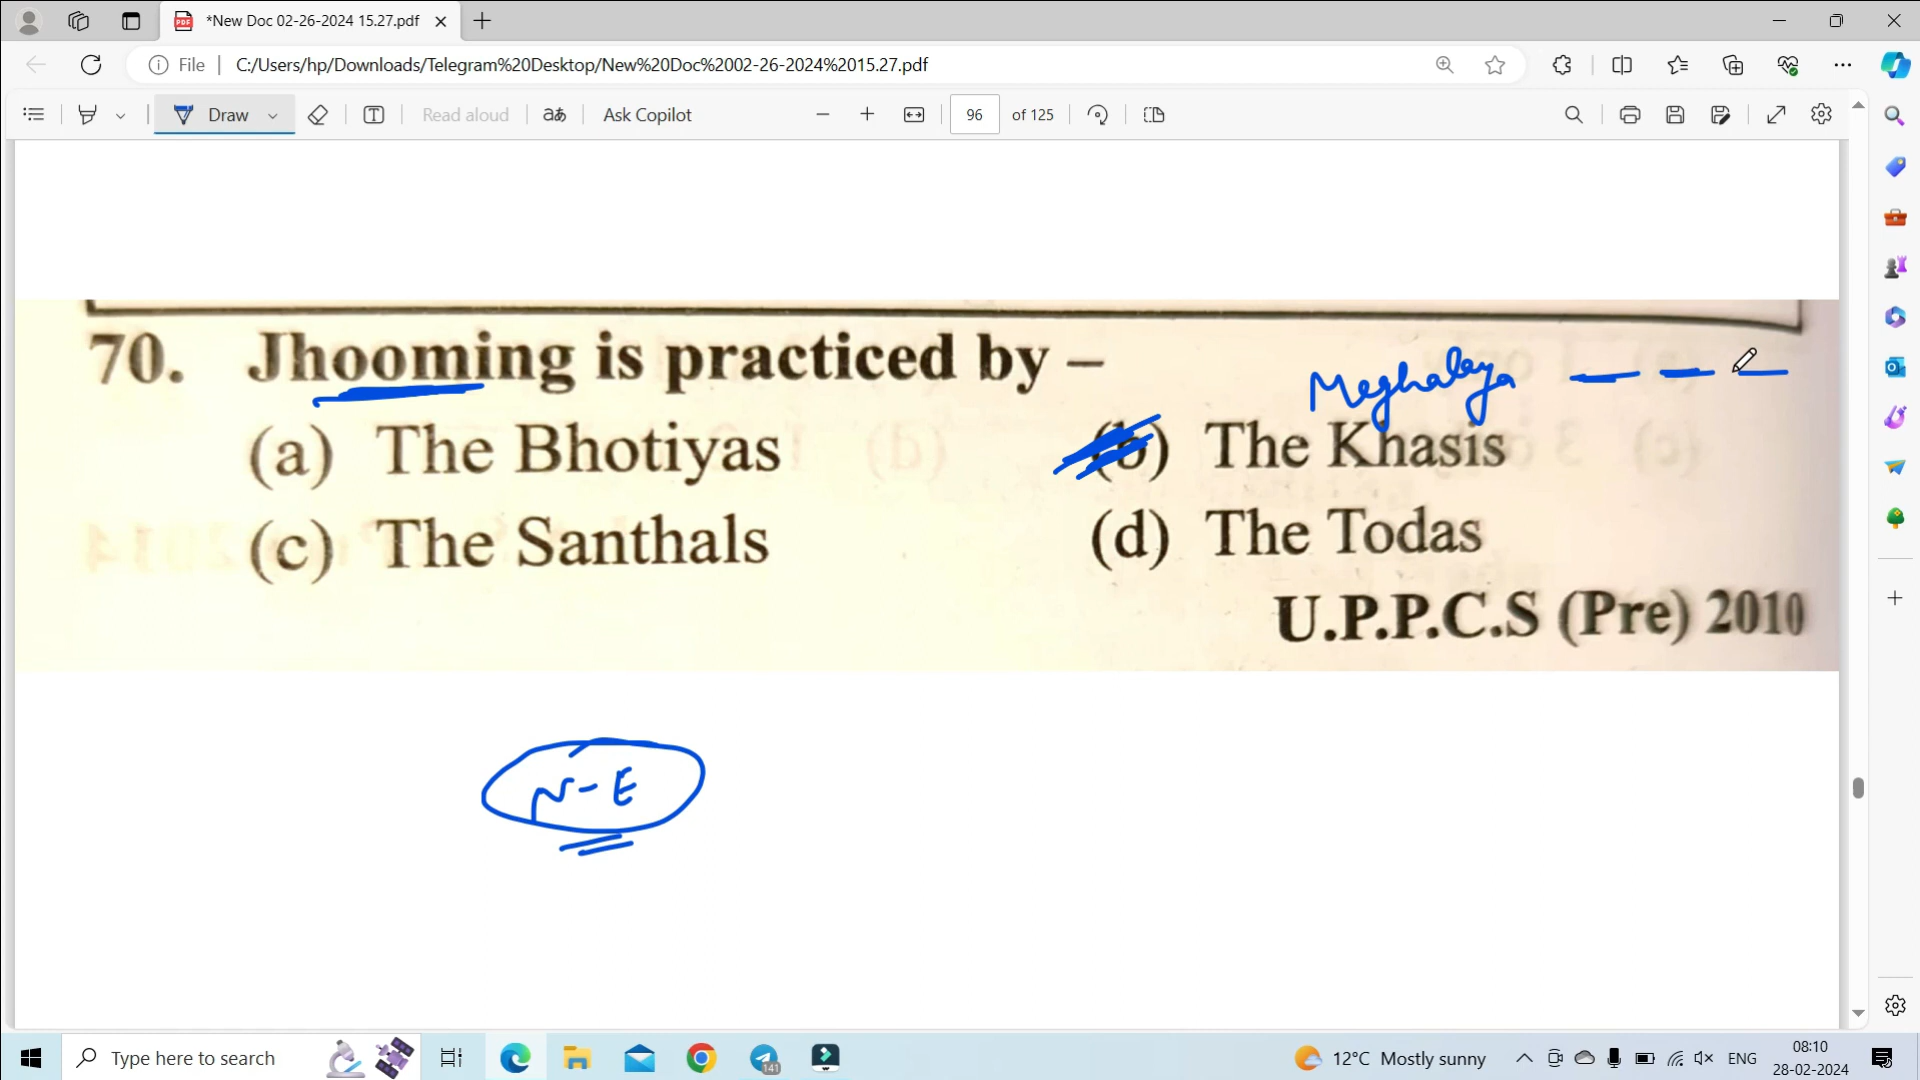 *New Doc 02-26-2024 15.27.pdf
File
C:/Users/hp/Downloads/Telegram%20Desktop/New%20Doc%2002-26-2024%2015.27.pdf
Draw
Read aloud
Ask Copilot
96 of 125
70. Jhooming is practiced by –
Meghalaya
(a) The Bhotiyas (b) The Khasis
(c) The Santhals (d) The Todas
U.P.P.C.S (Pre) 2010
N-E
Type here to search
141
12°C Mostly sunny
ENG
08:10
28-02-2024